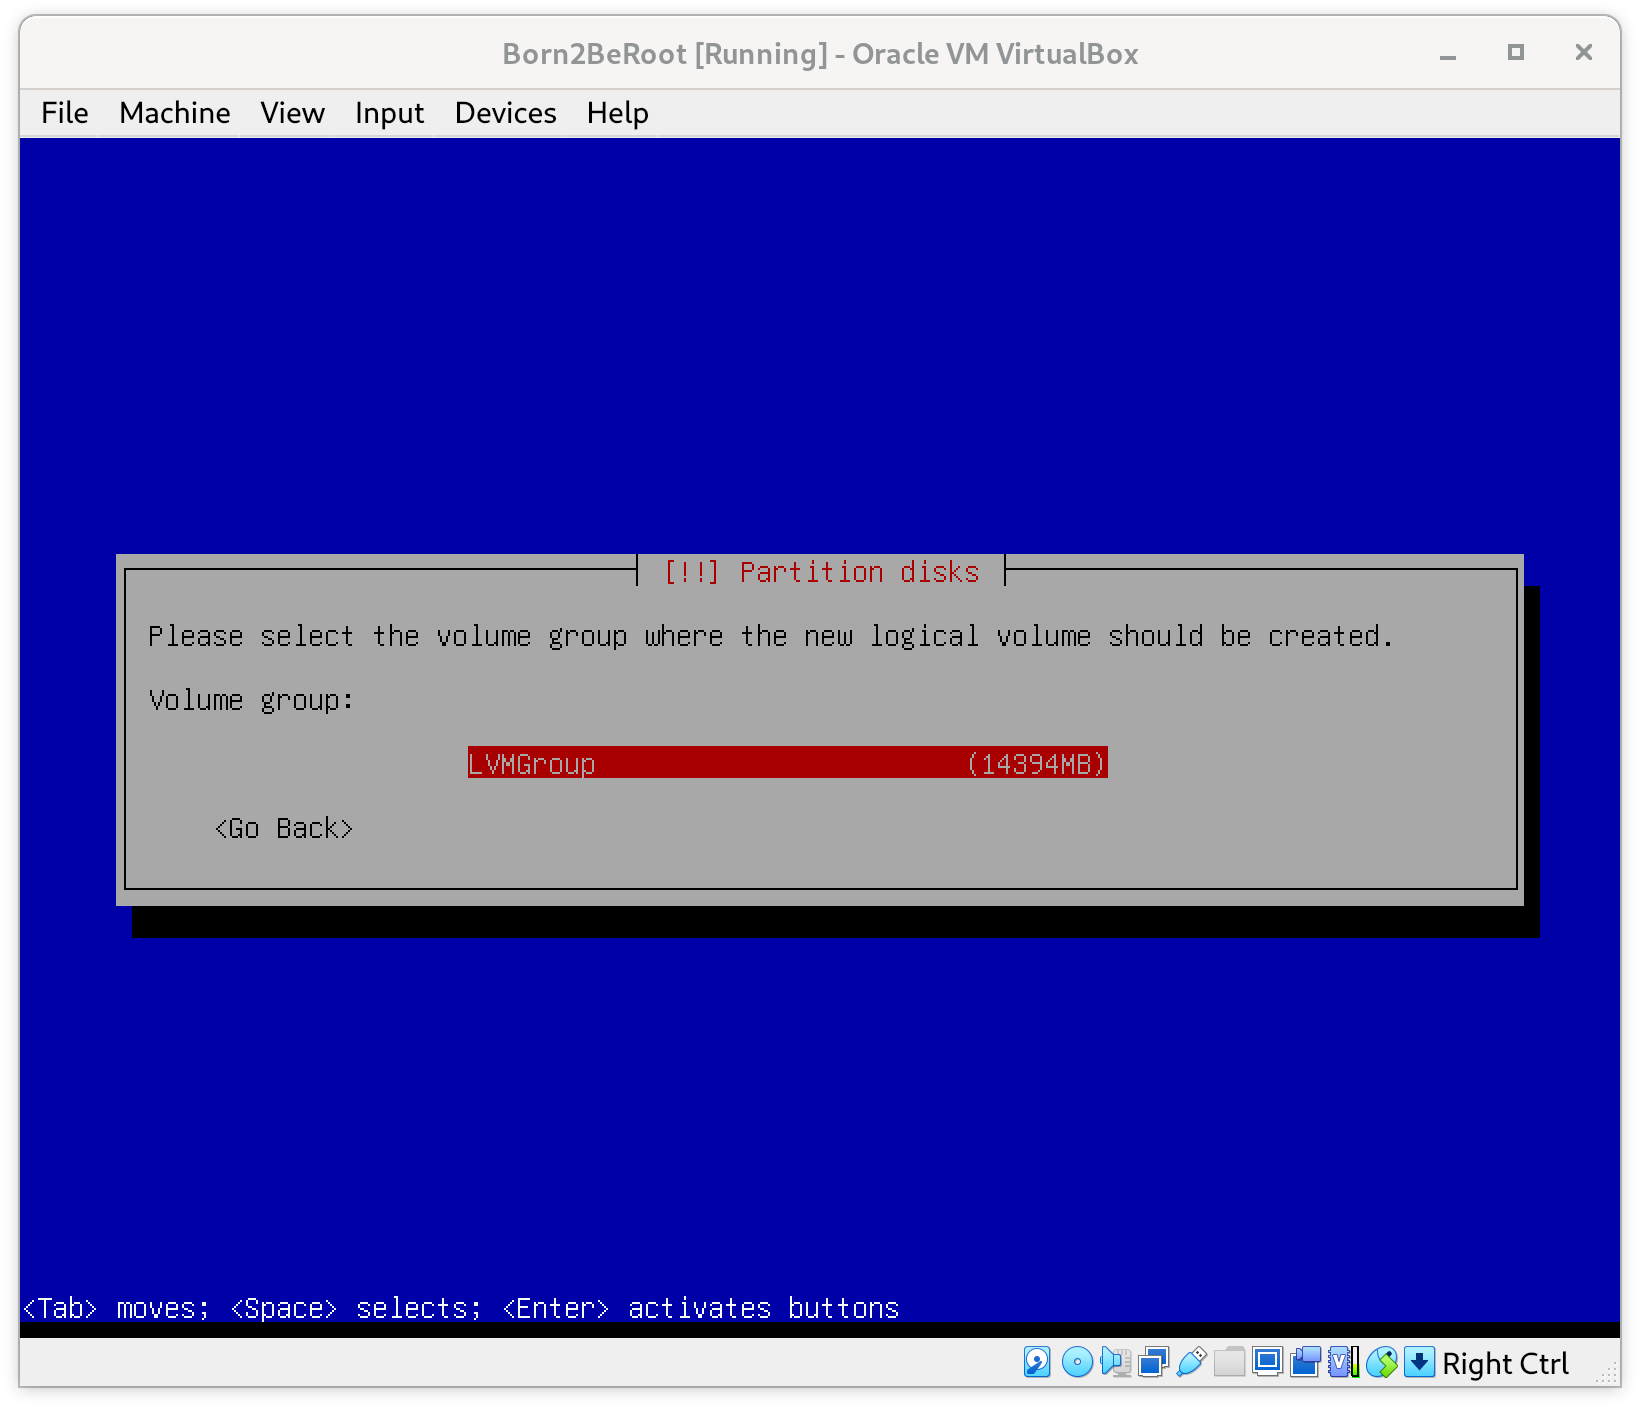 Born2BeRoot [Running] - Oracle VM VirtualBox
File Machine View Input Devices Help
[!!] Partition disks
Please select the volume group where the new logical volume should be created.
Volume group:
LVMGroup (14394MB)
<Go Back>
<Tab> moves; <Space> selects; <Enter> activates buttons
Right Ctrl